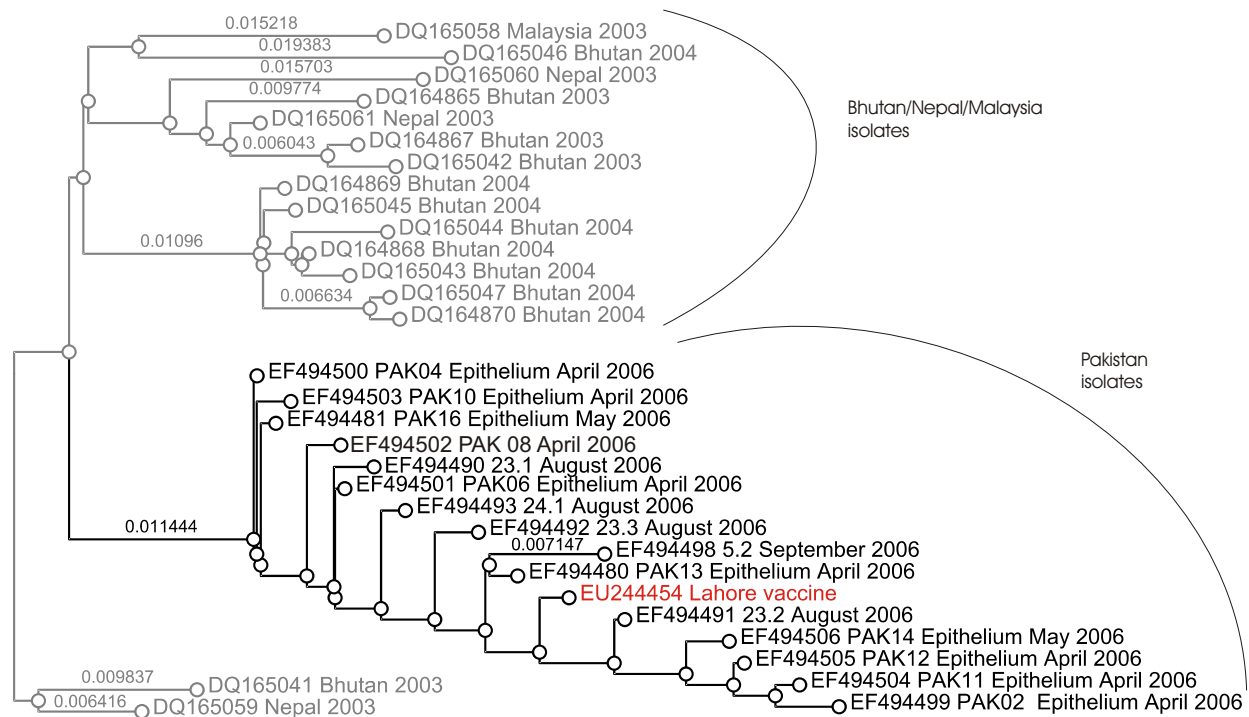 0.015218
DQ165058 Malaysia 2003
0.019383
DQ165046 Bhutan 2004
0.015703
DQ165060 Nepal 2003
0.009774
DQ164865 Bhutan 2003
DQ165061 Nepal 2003
0.006043
DQ164867 Bhutan 2003
DQ165042 Bhutan 2003
DQ164869 Bhutan 2004
DQ165045 Bhutan 2004
DQ165044 Bhutan 2004
0.01096
DQ164868 Bhutan 2004
DQ165043 Bhutan 2004
0.006634
DQ165047 Bhutan 2004
DQ164870 Bhutan 2004
Bhutan/Nepal/Malaysia
isolates
Pakistan
isolates
EF494500 PAK04 Epithelium April 2006
EF494503 PAK10 Epithelium April 2006
EF494481 PAK16 Epithelium May 2006
EF494502 PAK 08 April 2006
EF494490 23.1 August 2006
EF494501 PAK06 Epithelium April 2006
EF494493 24.1 August 2006
0.011444
EF494492 23.3 August 2006
0.007147
EF494498 5.2 September 2006
EF494480 PAK13 Epithelium April 2006
EU244454 Lahore vaccine
EF494491 23.2 August 2006
EF494506 PAK14 Epithelium May 2006
EF494505 PAK12 Epithelium April 2006
EF494504 PAK11 Epithelium April 2006
EF494499 PAK02 Epithelium April 2006
0.009837
DQ165041 Bhutan 2003
0.006416
DQ165059 Nepal 2003